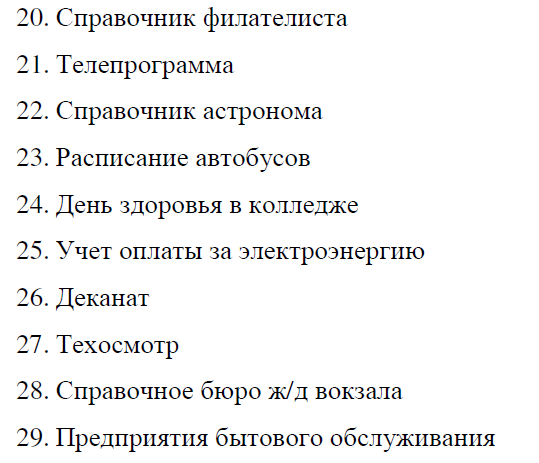 20. Справочник филателиста
21. Телепрограмма
22. Справочник астронома
23. Расписание автобусов
24. День здоровья в колледже
25. Учет оплаты за электроэнергию
26. Деканат
27. Техосмотр
28. Справочное бюро ж/д вокзала
29. Предприятия бытового обслуживания